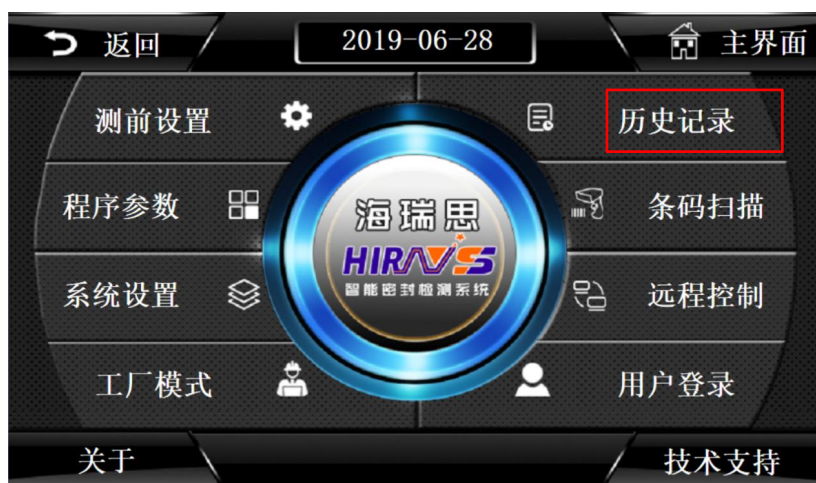 返回
2019-06-28
主界面
测前设置
历史记录
程序参数
条码扫描
海瑞思
HIRAYS
智能密封检测系统
系统设置
远程控制
工厂模式
用户登录
关于
技术支持